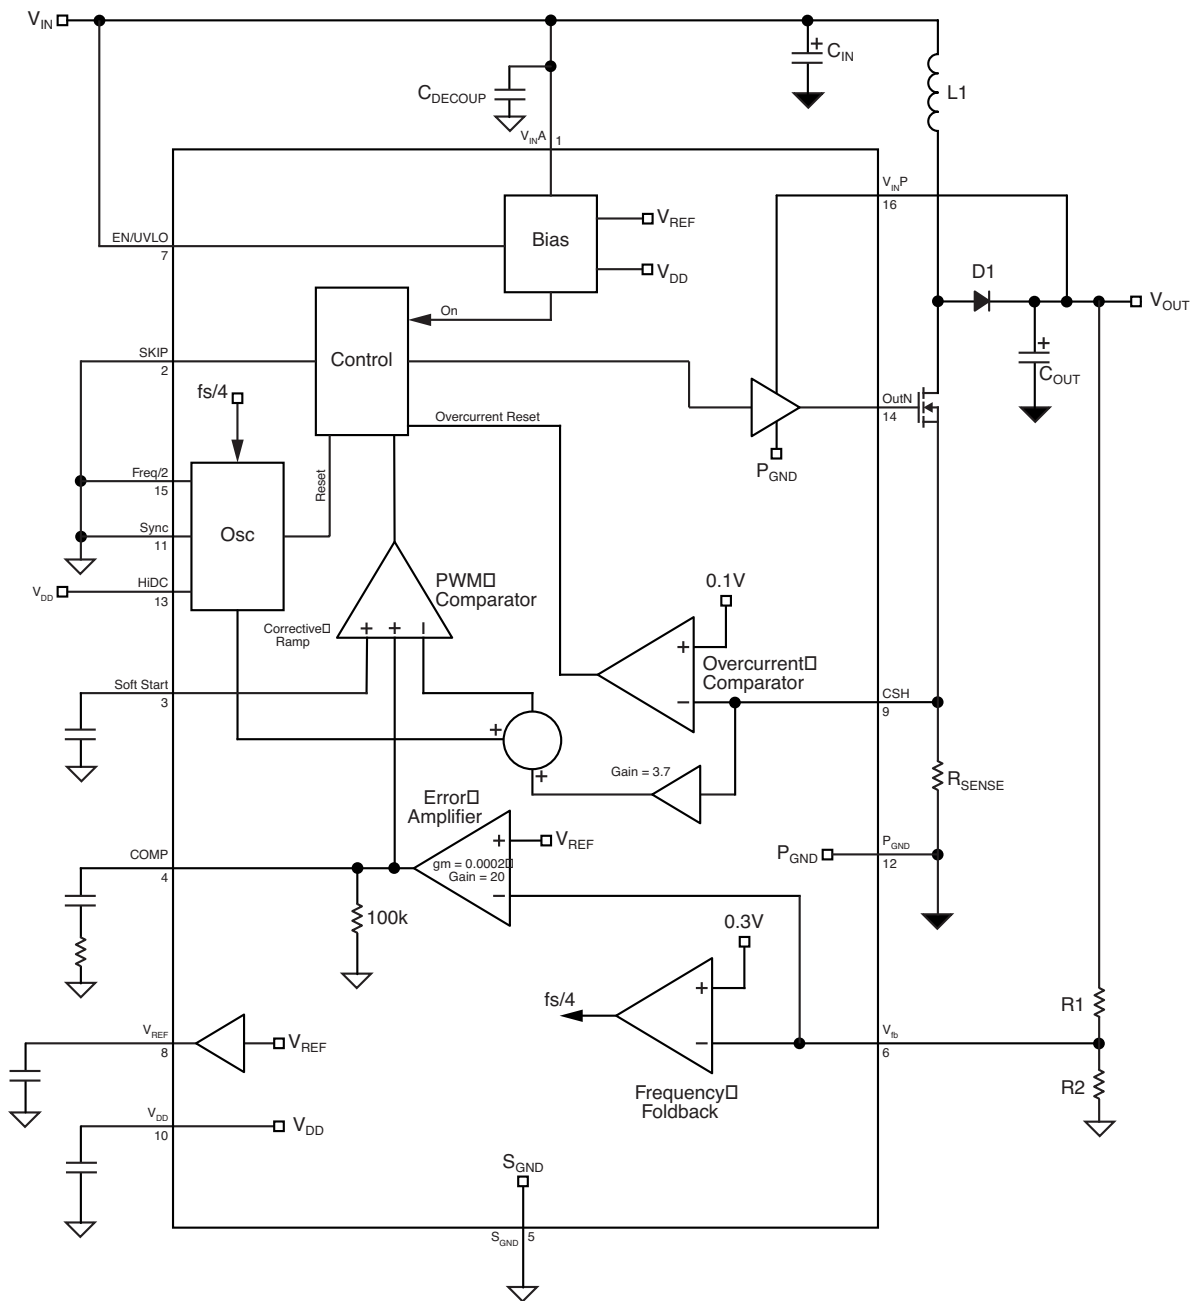 VIN
CIN
CDECOUP
L1
VINA 1
VINP
16
EN/UVLO
7
Bias
VREF
VDD
On
D1
VOUT
COUT
SKIP
2
Control
fs/4
OutN
14
Overcurrent Reset
PGND
Reset
Freq/2
15
Sync
11
Osc
VDD
HiDC
13
PWM
Comparator
0.1V
Corrective
Ramp
+ + −
+
Overcurrent
Comparator
−
Soft Start
3
CSH
9
+
+
Gain = 3.7
RSENSE
Error
Amplifier
+
VREF
gm = 0.0002
Gain = 20
−
COMP
4
PGND
PGND
12
100k
0.3V
+
fs/4
−
R1
VREF
8
VREF
Vfb
6
R2
Frequency
Foldback
VDD
10
VDD
SGND
SGND 5